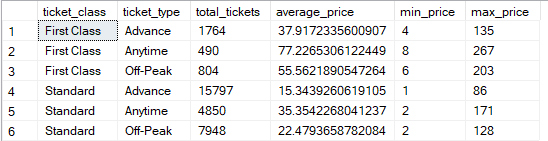 ticket_class ticket_type total_tickets average_price min_price max_price
1 First Class Advance 1764 37.9172335600907 4 135
2 First Class Anytime 490 77.2265306122449 8 267
3 First Class Off-Peak 804 55.5621890547264 6 203
4 Standard Advance 15797 15.3439260619105 1 86
5 Standard Anytime 4850 35.3542268041237 2 171
6 Standard Off-Peak 7948 22.4793658782084 2 128